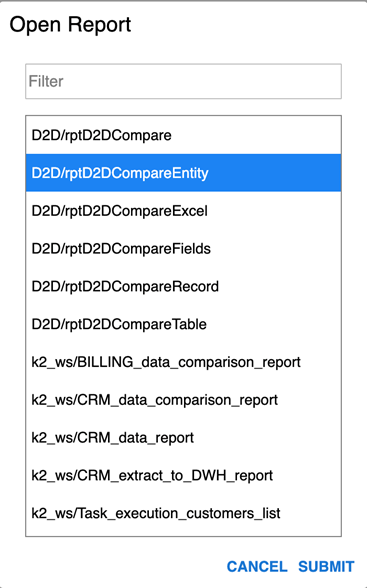 Open Report
Filter
D2D/rptD2DCompare
D2D/rptD2DCompareEntity
D2D/rptD2DCompareExcel
D2D/rptD2DCompareFields
D2D/rptD2DCompareRecord
D2D/rptD2DCompareTable
k2_ws/BILLING_data_comparison_report
k2_ws/CRM_data_comparison_report
k2_ws/CRM_data_report
k2_ws/CRM_extract_to_DWH_report
k2_ws/Task_execution_customers_list
CANCEL SUBMIT